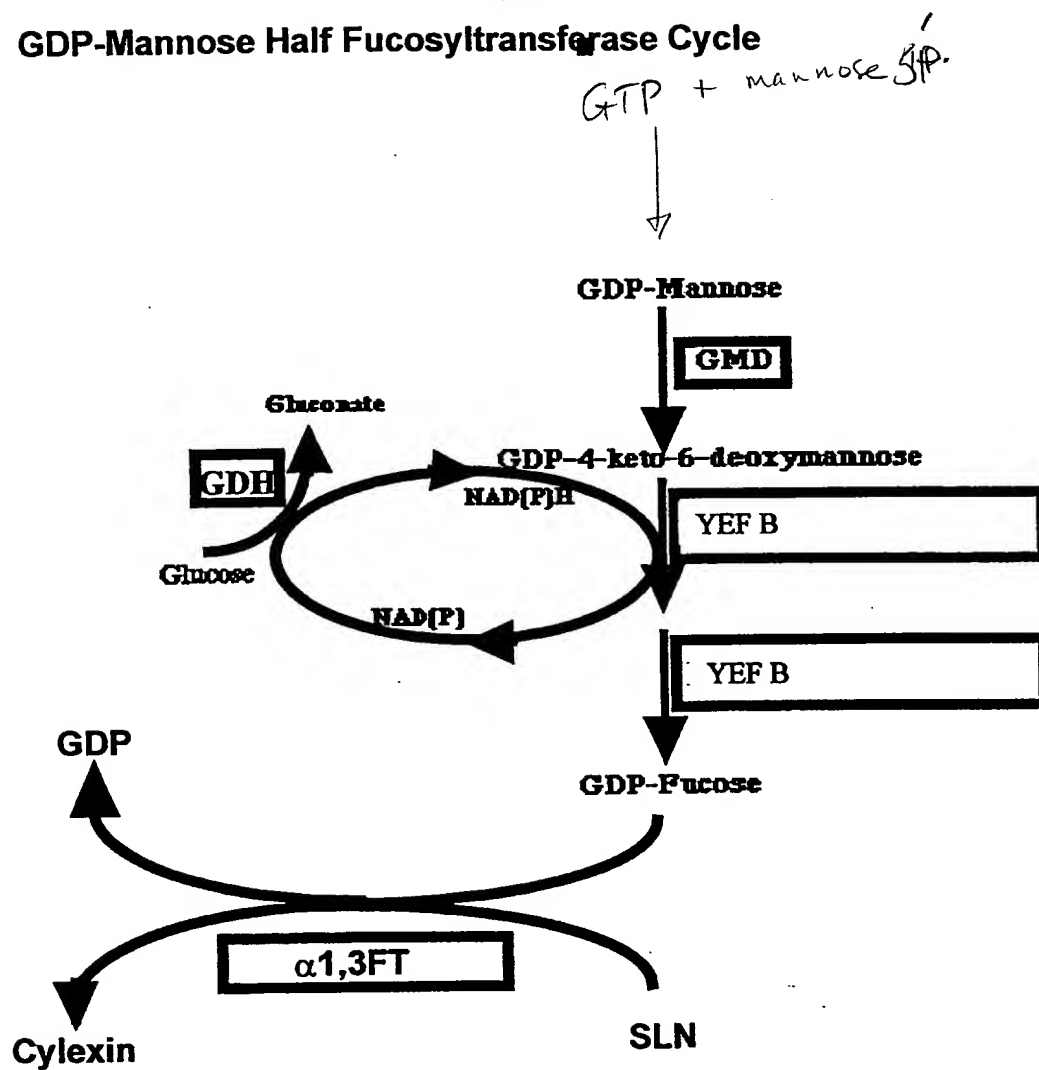 GDP-Mannose Half Fucosyltransferase Cycle
GTP + mannose
GDP-Mannose
GMD
Gluconate
GDP-4-keto-6-deoxymannose
GDH
NAD(P)H
YEF B
Glucose
NAD(P)
YEF B
GDP
GDP-Fucose
α1,3FT
SLN
Cylexin